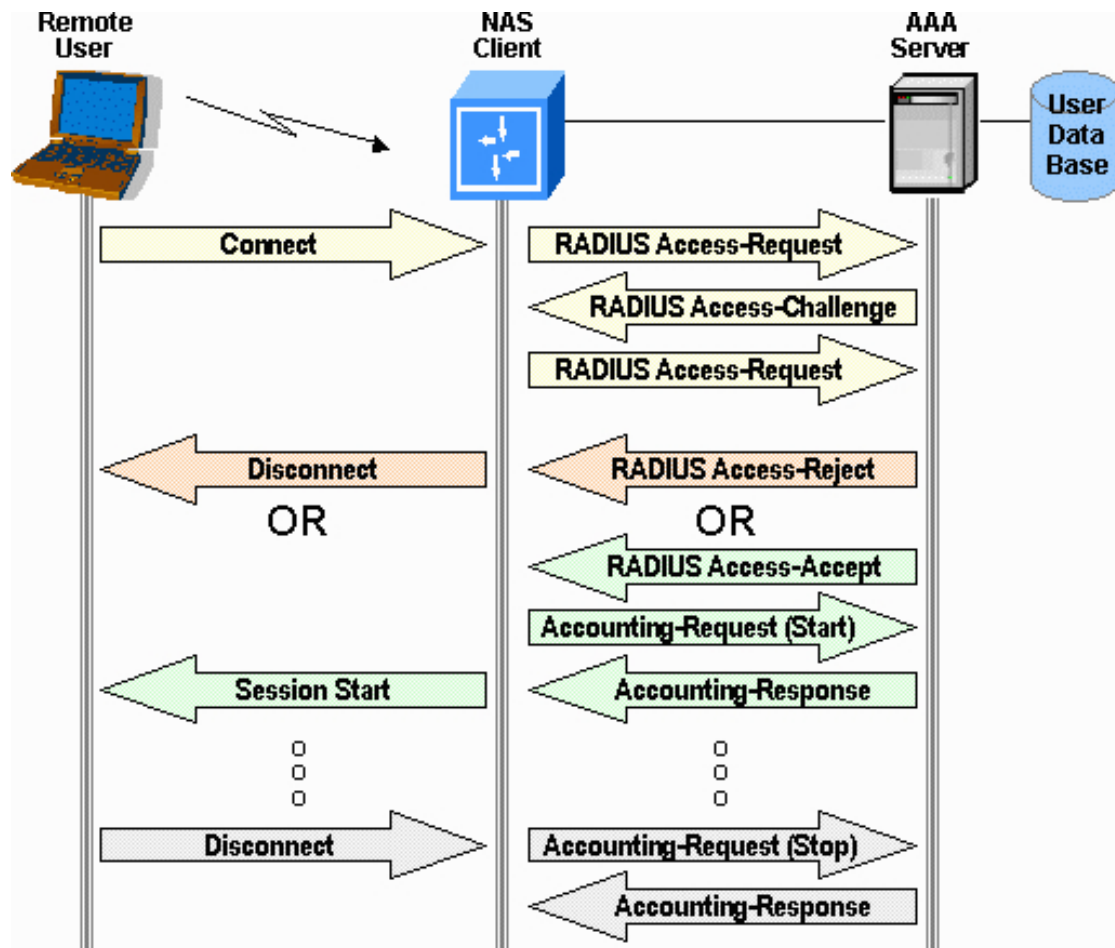 Remote
User
NAS
Client
AAA
Server
User
Data
Base
Connect
RADIUS Access-Request
RADIUS Access-Challenge
RADIUS Access-Request
Disconnect
RADIUS Access-Reject
OR
OR
RADIUS Access-Accept
Accounting-Request (Start)
Session Start
Accounting-Response
Disconnect
Accounting-Request (Stop)
Accounting-Response